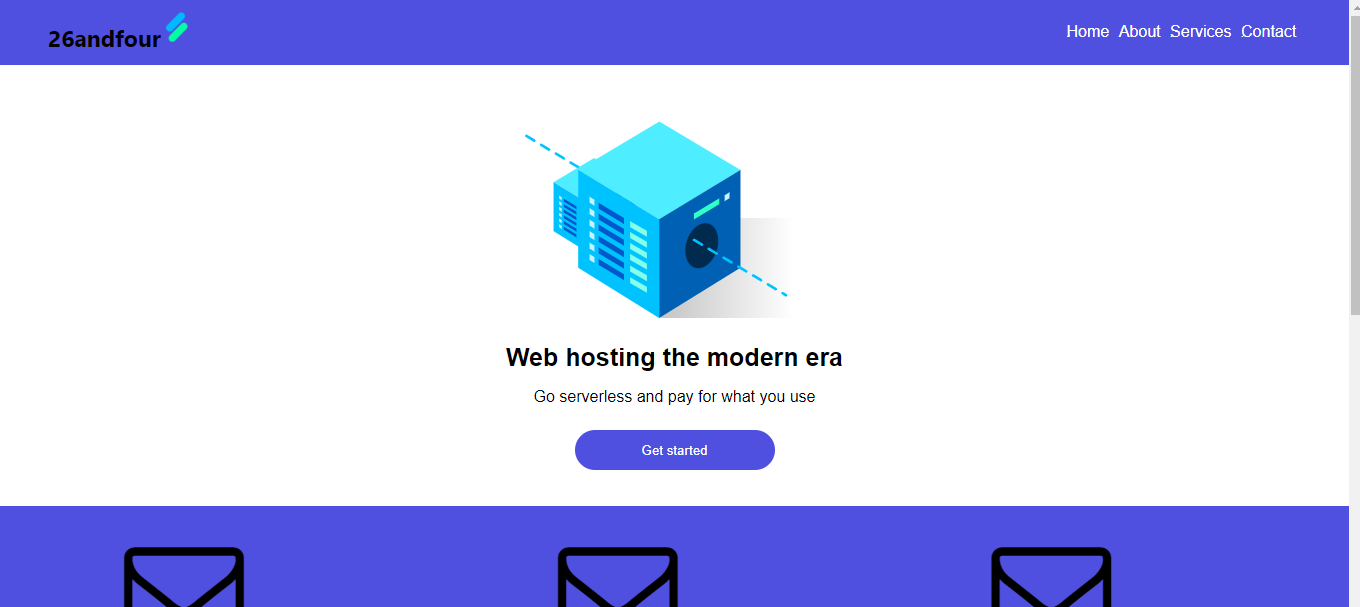 26andfour
Home About Services Contact
Web hosting the modern era
Go serverless and pay for what you use
Get started